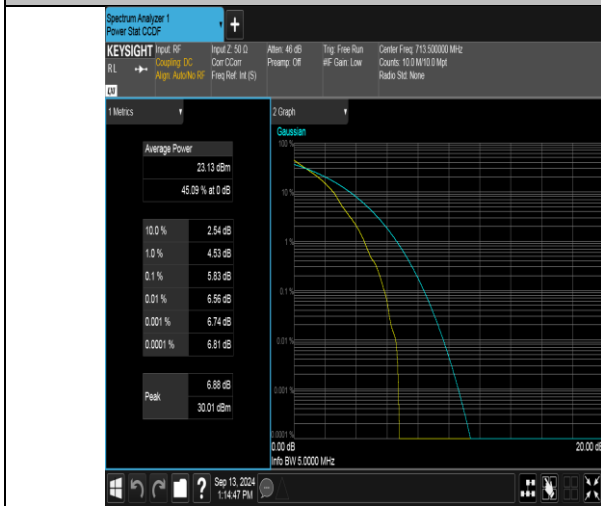 Spectrum Analyzer 1
Power Stat CCDF
+
KEYSIGHT
RL
Input: RF
Coupling: DC
Align: Auto/No RF
Input Z: 50 Ω
Corr CCorr
Freq Ref: Int (S)
Atten: 46 dB
Preamp: Off
Trig: Free Run
#IF Gain: Low
Center Freq: 713.500000 MHz
Counts: 10.0 M/10.0 Mpt
Radio Std: None
1 Metrics
Average Power
23.13 dBm
45.09 % at 0 dB
10.0 % 2.54 dB
1.0 % 4.53 dB
0.1 % 5.83 dB
0.01 % 6.56 dB
0.001 % 6.74 dB
0.0001 % 6.81 dB
Peak
6.88 dB
30.01 dBm
2 Graph
Gaussian
100 %
10 %
1 %
0.1 %
0.01 %
0.001 %
0.0001 %
0.00 dB
20.00 dB
Info BW 5.0000 MHz
?
Sep 13, 2024
1:14:47 PM